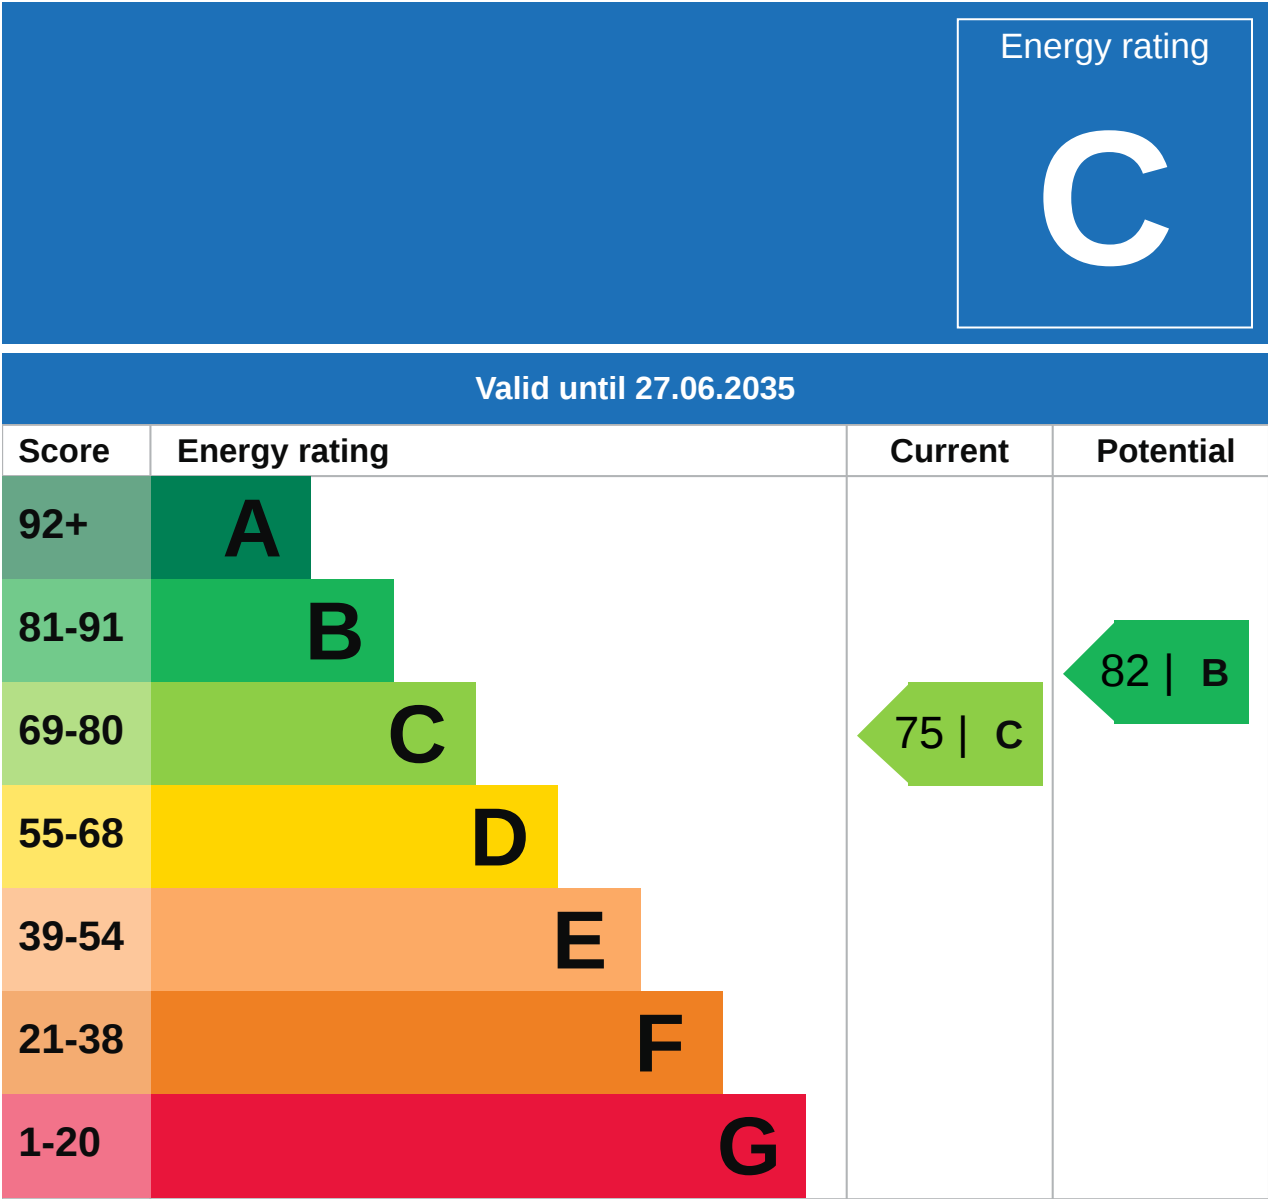 Energy rating
C
Valid until 27.06.2035
Score Energy rating Current Potential
92+ A
81-91 B
82 | B
69-80 C
75 | C
55-68 D
39-54 E
21-38 F
1-20 G